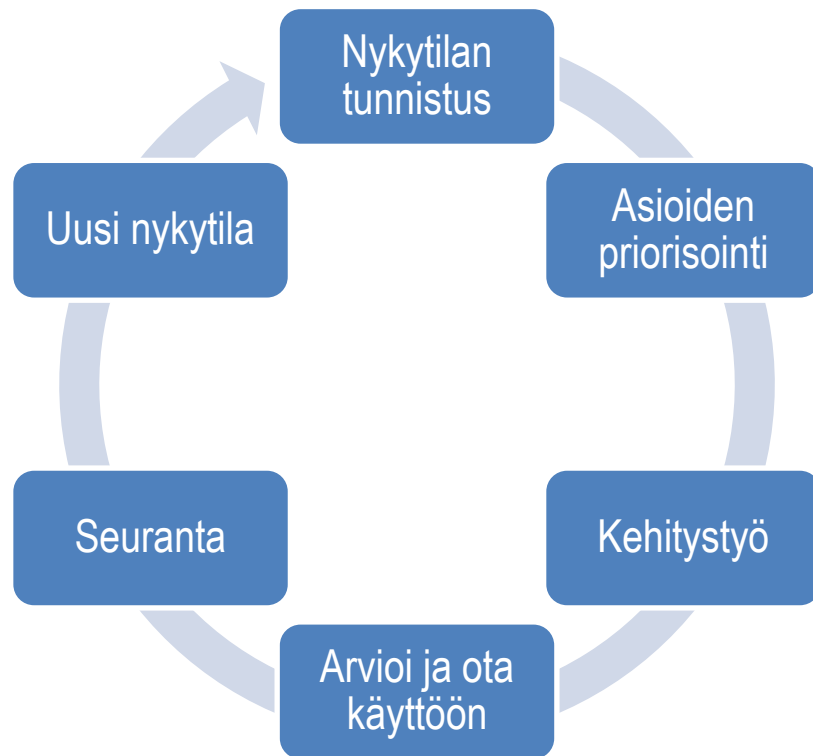 Nykytilan
tunnistus
Asioiden
priorisointi
Kehitystyö
Arvioi ja ota
käyttöön
Seuranta
Uusi nykytila